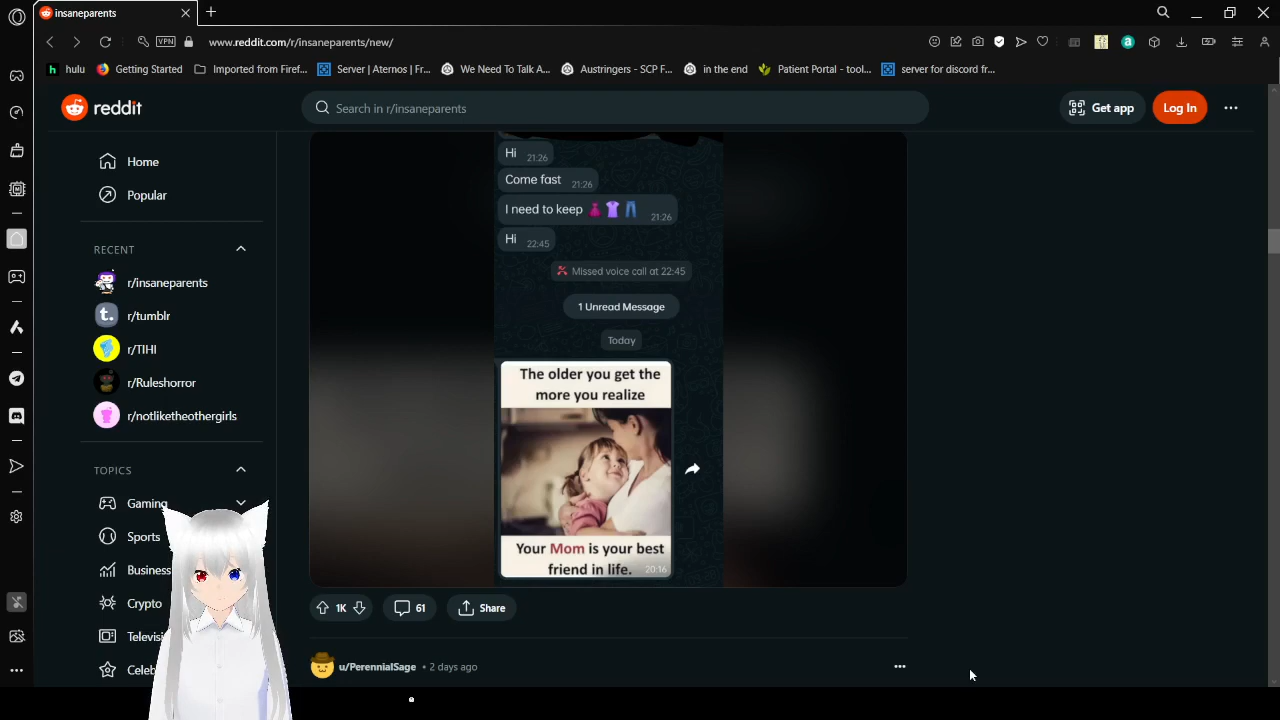 insaneparents
VPN
www.reddit.com/r/insaneparents/new/
hulu
Getting Started
Imported from Firef...
Server | Aternos | Fr...
We Need To Talk A...
Austringers - SCP F...
in the end
Patient Portal - tool...
server for discord fr...
reddit
Search in r/insaneparents
Get app
Log In
Home
Popular
RECENT
r/insaneparents
r/tumblr
r/TIHI
r/Ruleshorror
r/notliketheothergirls
TOPICS
Gaming
Sports
Business
Crypto
Televisi
Celeb
Hi 21:26
Come fast 21:26
I need to keep 👗 👚 👖 21:26
Hi 22:45
Missed voice call at 22:45
1 Unread Message
Today
The older you get the
more you realize
Your Mom is your best
friend in life. 20:16
1K
61
Share
u/PerennialSage • 2 days ago